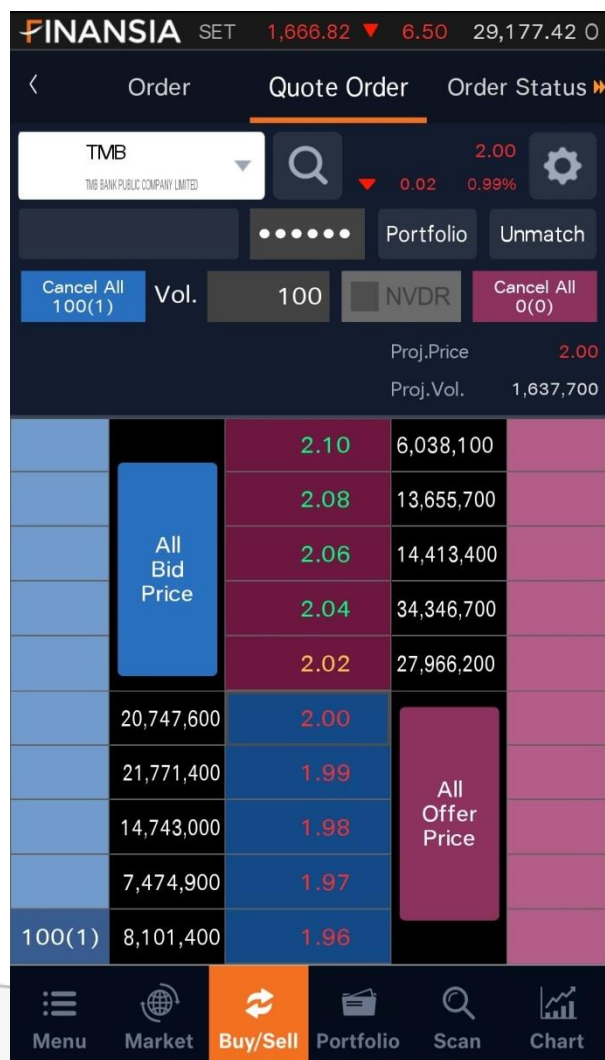 FINANSIA SET 1,666.82 ▼ 6.50 29,177.42 O
Order Quote Order Order Status
TMB 2.00
TMB BANK PUBLIC COMPANY LIMITED ▼ 0.02 0.99%
•••••• Portfolio Unmatch
Cancel All Vol. 100 NVDR Cancel All
100(1) 0(0)
Proj.Price 2.00
Proj.Vol. 1,637,700
2.10 6,038,100
2.08 13,655,700
All
Bid
Price
2.06 14,413,400
2.04 34,346,700
2.02 27,966,200
20,747,600 2.00
21,771,400 1.99
All
Offer
Price
14,743,000 1.98
7,474,900 1.97
100(1) 8,101,400 1.96
Menu Market Buy/Sell Portfolio Scan Chart